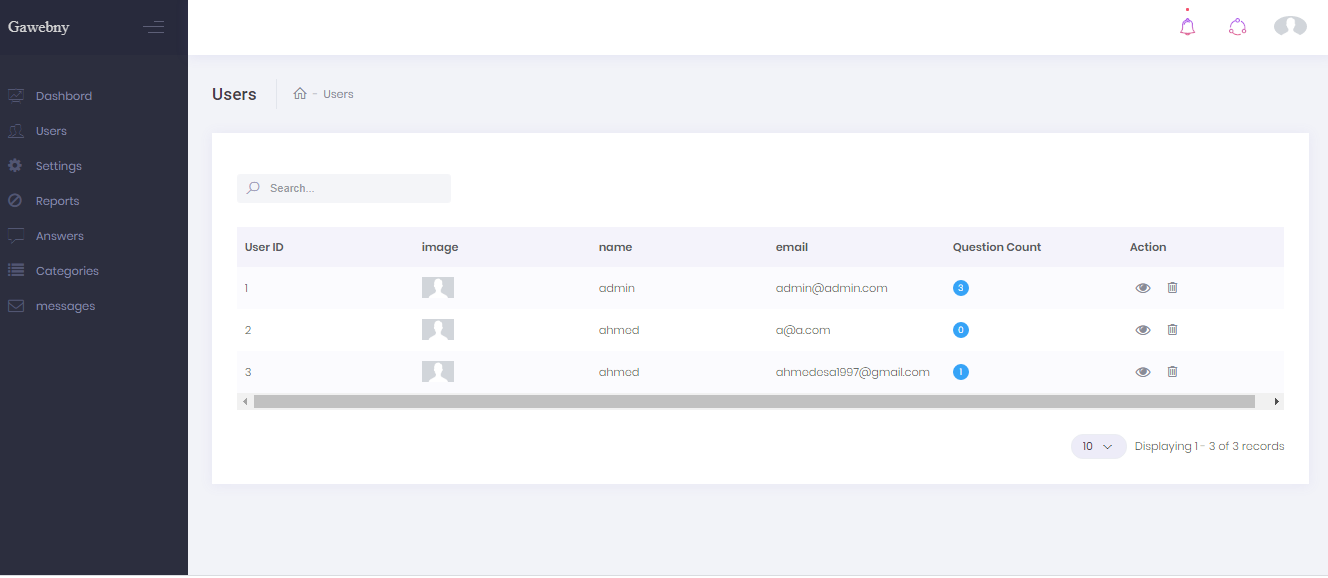 Gawebny
Dashbord
Users
Settings
Reports
Answers
Categories
messages
Users
- Users
Search...
User ID image name email Question Count Action
1 admin admin@admin.com 3
2 ahmed a@a.com 0
3 ahmed ahmedesa1997@gmail.com 1
10 Displaying 1 - 3 of 3 records